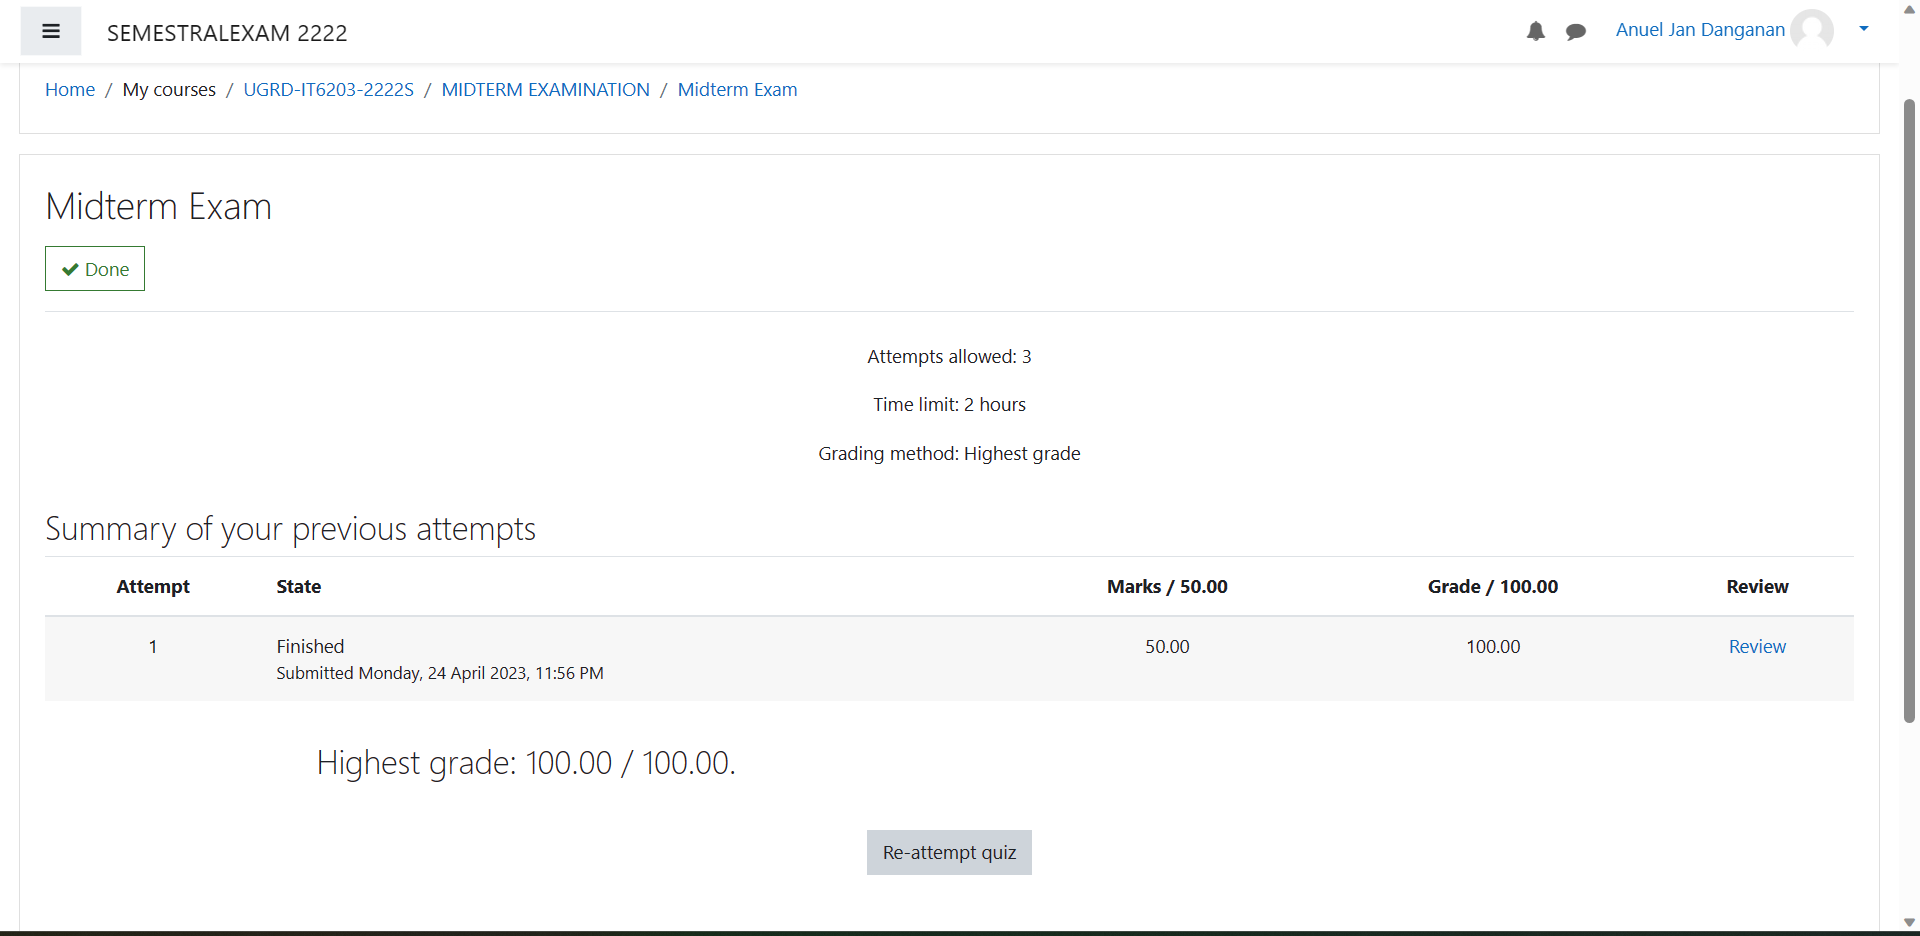 SEMESTRALEXAM 2222
Anuel Jan Danganan
Home / My courses / UGRD-IT6203-2222S / MIDTERM EXAMINATION / Midterm Exam
Midterm Exam
Done
Attempts allowed: 3
Time limit: 2 hours
Grading method: Highest grade
Summary of your previous attempts
Attempt State Marks / 50.00 Grade / 100.00 Review
1 Finished 50.00 100.00 Review
Submitted Monday, 24 April 2023, 11:56 PM
Highest grade: 100.00 / 100.00.
Re-attempt quiz